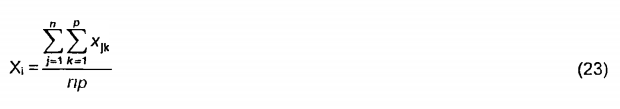 X_i = \frac{\sum_{j=1}^{n} \sum_{k=1}^{p} x_{jk}}{np} (23)